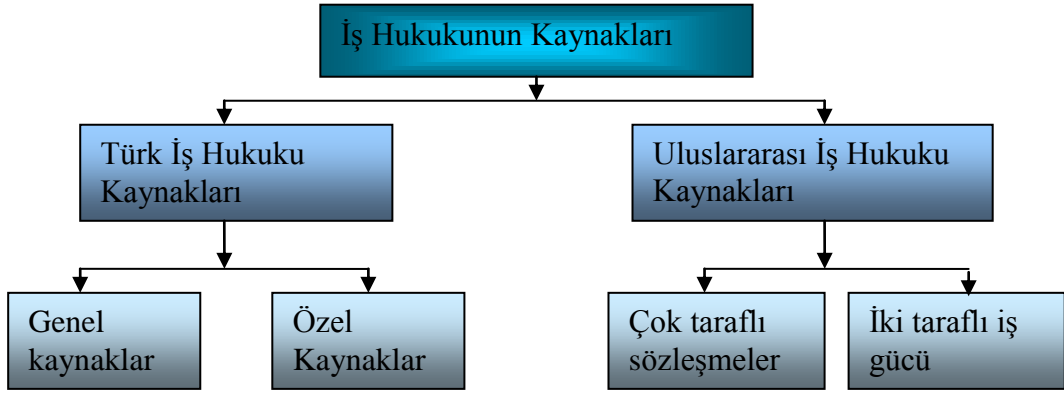 İş Hukukunun Kaynakları
Türk İş Hukuku
Kaynakları
Uluslararası İş Hukuku
Kaynakları
Genel
kaynaklar
Özel
Kaynaklar
Çok taraflı
sözleşmeler
İki taraflı iş
gücü